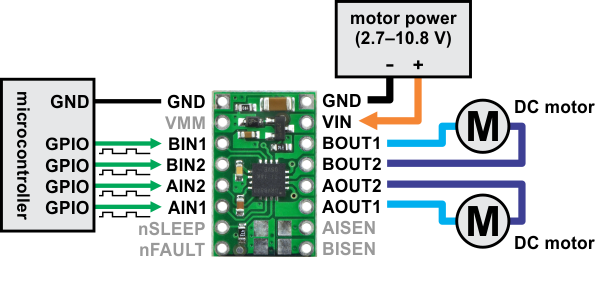 motor power
(2.7–10.8 V)
- +
microcontroller
GND
GPIO
GPIO
GPIO
GPIO
GND
VMM
BIN1
BIN2
AIN2
AIN1
nSLEEP
nFAULT
GND
VIN
BOUT1
BOUT2
AOUT2
AOUT1
AISEN
BISEN
DC motor
M
M
DC motor